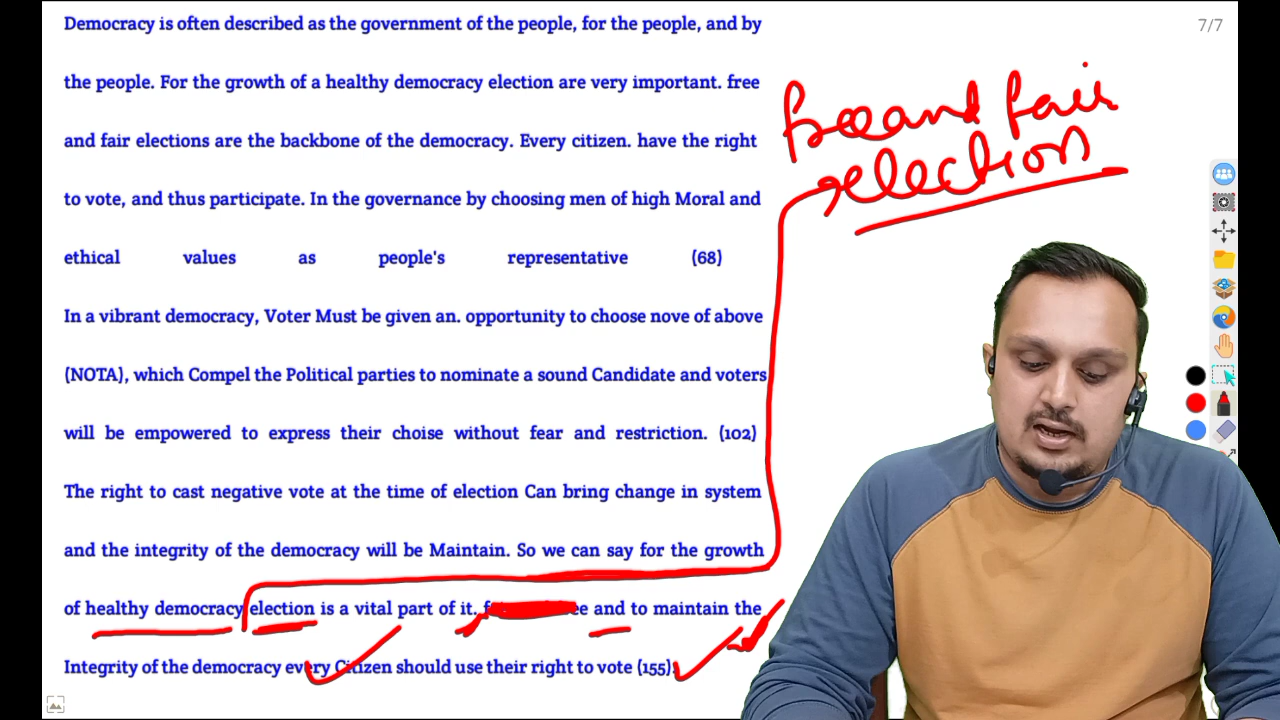 Democracy is often described as the government of the people, for the people, and by
the people. For the growth of a healthy democracy election are very important. free
and fair elections are the backbone of the democracy. Every citizen. have the right
to vote, and thus participate. In the governance by choosing men of high Moral and
ethical values as people's representative (68)
In a vibrant democracy, Voter Must be given an. opportunity to choose nove of above
(NOTA), which Compel the Political parties to nominate a sound Candidate and voters
will be empowered to express their choise without fear and restriction. (102)
The right to cast negative vote at the time of election Can bring change in system
and the integrity of the democracy will be Maintain. So we can say for the growth
of healthy democracy election is a vital part of it. and to maintain the
Integrity of the democracy every Citizen should use their right to vote (155).
7/7
free and fair
election